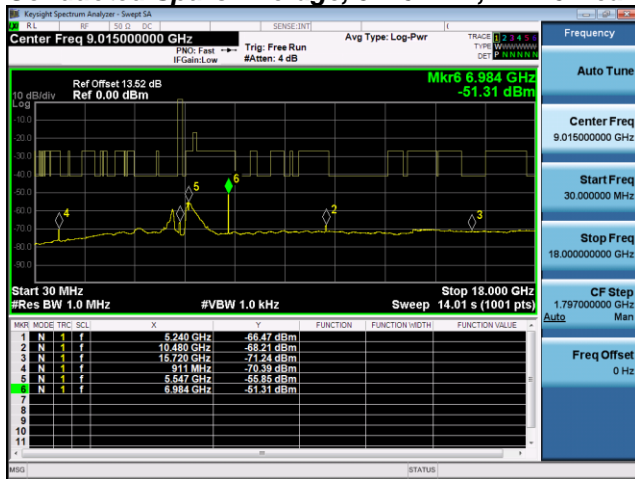 Keysight Spectrum Analyzer - Swept SA
RL RF 50 Ω DC SENSE:INT
Center Freq 9.015000000 GHz
PNO: Fast
IFGain:Low
Trig: Free Run
#Atten: 4 dB
Avg Type: Log-Pwr
TRACE 1 2 3 4 5 6
TYPE WWWWWW
DET P N N N N N
Frequency
Auto Tune
Mkr6 6.984 GHz
-51.31 dBm
Ref Offset 13.52 dB
10 dB/div Ref 0.00 dBm
Log
-10.0
-20.0
-30.0
-40.0
-50.0
-60.0
-70.0
-80.0
-90.0
4
5
6
2
3
Start 30 MHz
Stop 18.000 GHz
#Res BW 1.0 MHz
#VBW 1.0 kHz
Sweep 14.01 s (1001 pts)
MKR MODE TRC SCL X Y FUNCTION FUNCTION WIDTH FUNCTION VALUE
1 N 1 f 5.240 GHz -66.47 dBm
2 N 1 f 10.480 GHz -68.21 dBm
3 N 1 f 15.720 GHz -71.24 dBm
4 N 1 f 911 MHz -70.39 dBm
5 N 1 f 5.547 GHz -55.85 dBm
6 N 1 f 6.984 GHz -51.31 dBm
7
8
9
10
11
Center Freq
9.015000000 GHz
Start Freq
30.000000 MHz
Stop Freq
18.000000000 GHz
CF Step
1.797000000 GHz
Auto Man
Freq Offset
0 Hz
MSG
STATUS